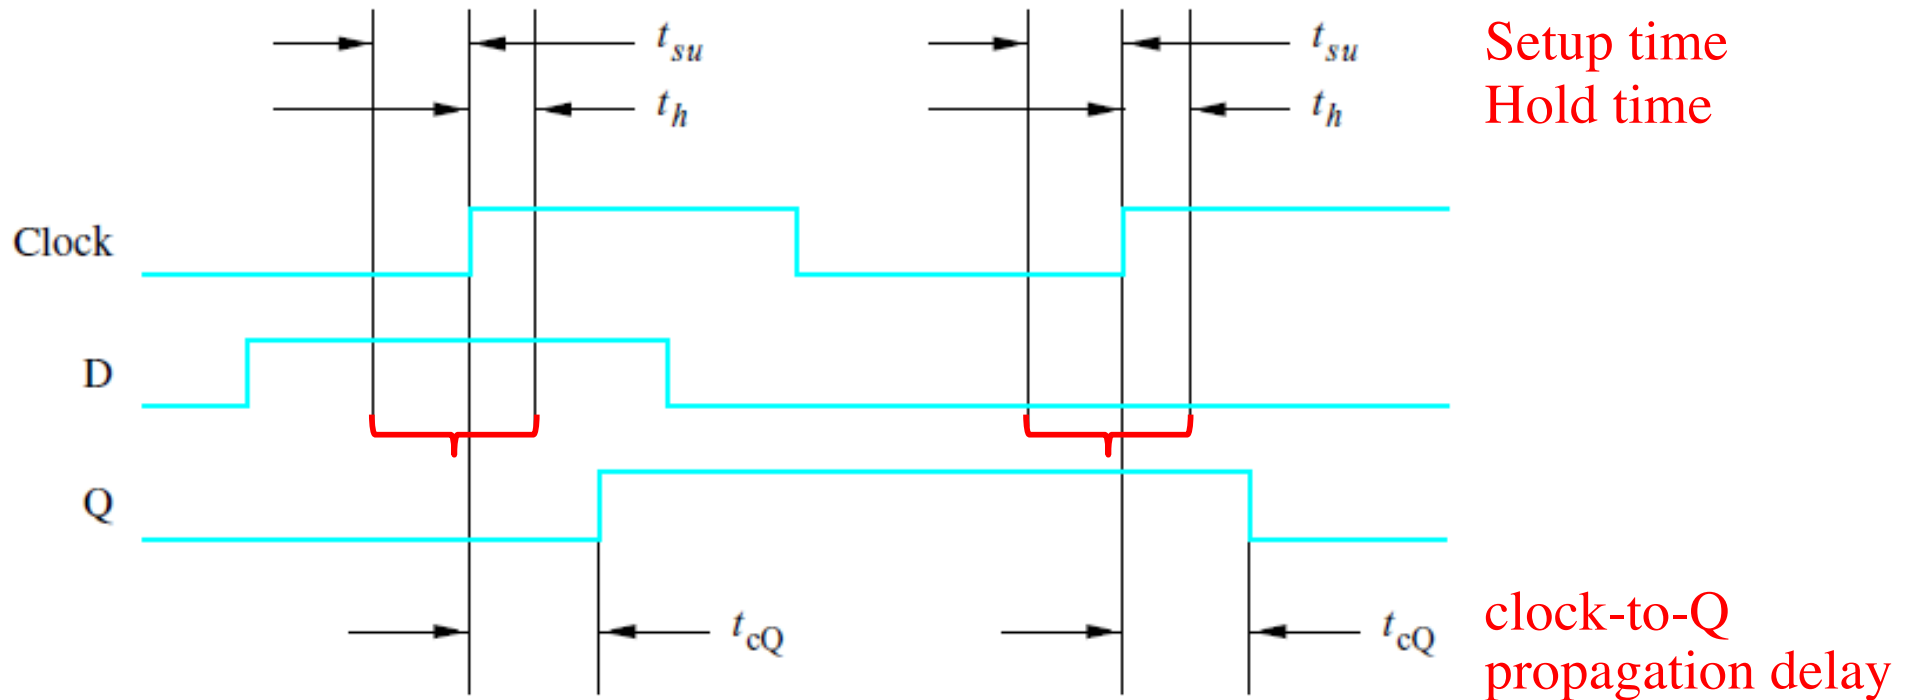 t_su t_su Setup time
t_h t_h Hold time
Clock
D
Q
t_cQ t_cQ clock-to-Q
propagation delay